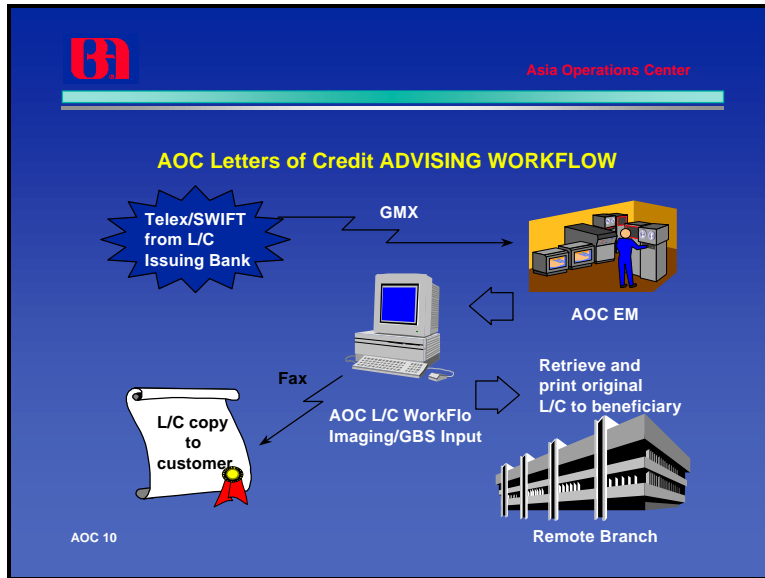 BA
Asia Operations Center
AOC Letters of Credit ADVISING WORKFLOW
Telex/SWIFT
from L/C
Issuing Bank
GMX
AOC EM
Fax
L/C copy
to
customer
AOC L/C WorkFlo
Imaging/GBS Input
Retrieve and
print original
L/C to beneficiary
Remote Branch
AOC 10